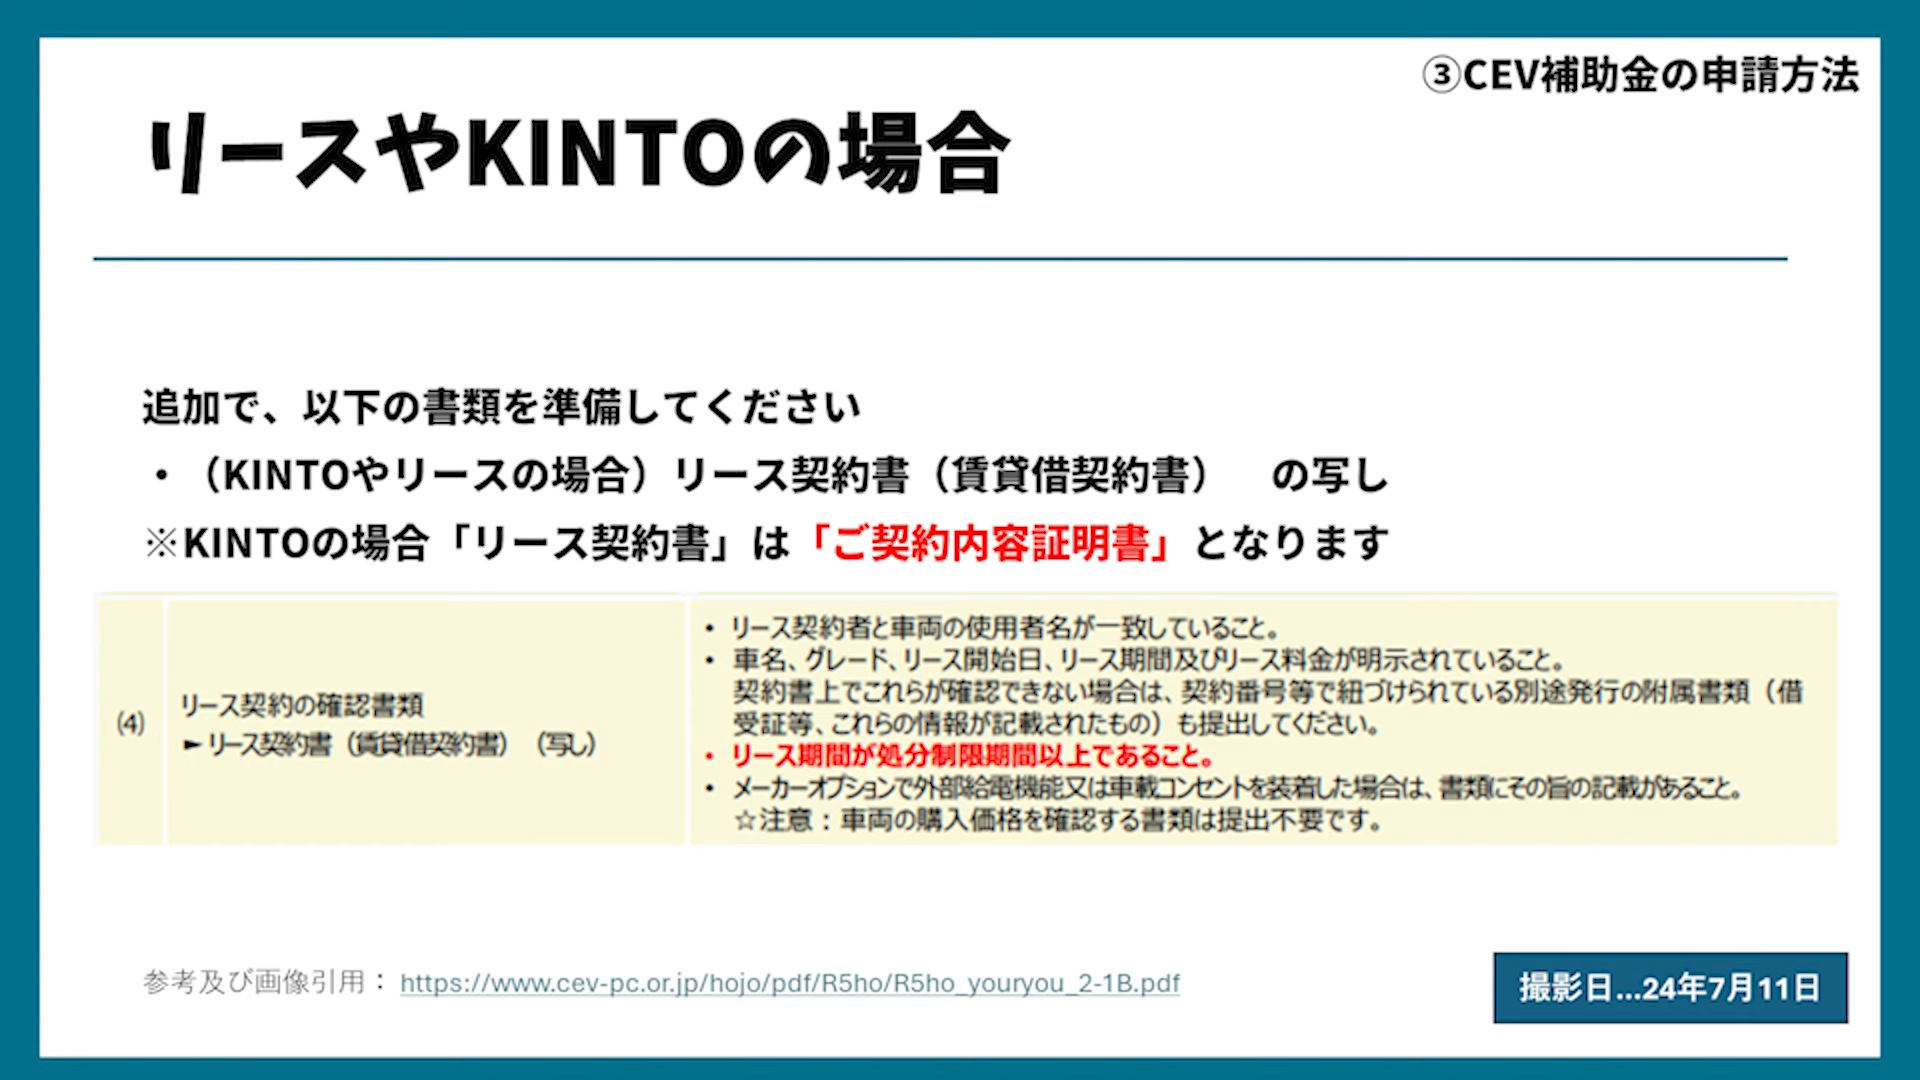 ③CEV補助金の申請方法
リースやKINTOの場合
追加で、以下の書類を準備してください
・（KINTOやリースの場合）リース契約書（賃貸借契約書）　の写し
※KINTOの場合「リース契約書」は「ご契約内容証明書」となります
(4)
リース契約の確認書類
► リース契約書（賃貸借契約書）（写し）
• リース契約者と車両の使用者名が一致していること。
• 車名、グレード、リース開始日、リース期間及びリース料金が明示されていること。
契約書上でこれらが確認できない場合は、契約番号等で紐づけられている別途発行の附属書類（借
受証等、これらの情報が記載されたもの）も提出してください。
• リース期間が処分制限期間以上であること。
• メーカーオプションで外部給電機能又は車載コンセントを装着した場合は、書類にその旨の記載があること。
☆注意：車両の購入価格を確認する書類は提出不要です。
参考及び画像引用： https://www.cev-pc.or.jp/hojo/pdf/R5ho/R5ho_youryou_2-1B.pdf
撮影日...24年7月11日